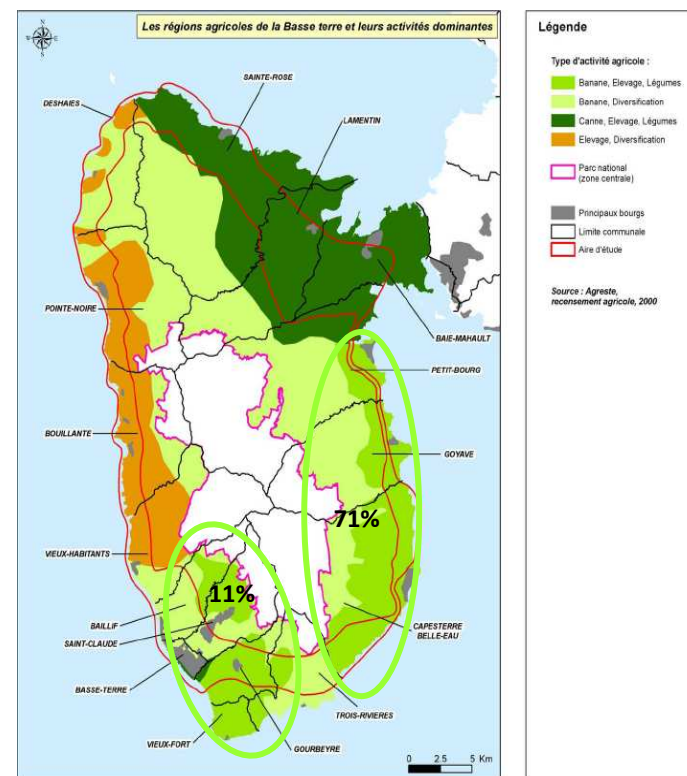 Les régions agricoles de la Basse terre et leurs activités dominantes
SAINTE-ROSE
DESHAIES
LAMENTIN
POINTE-NOIRE
BAIE-MAHAULT
PETIT-BOURG
BOUILLANTE
GOYAVE
71%
VIEUX-HABITANTS
11%
BAILLIF
CAPESTERRE
BELLE-EAU
SAINT-CLAUDE
BASSE-TERRE
TROIS-RIVIERES
VIEUX-FORT
GOURBEYRE
0 2.5 5 Km
Légende
Type d'activité agricole :
Banane, Elevage, Légumes
Banane, Diversification
Canne, Elevage, Légumes
Elevage, Diversification
Parc national
(zone centrale)
Principaux bourgs
Limite communale
Aire d'étude
Source : Agreste,
recensement agricole, 2000